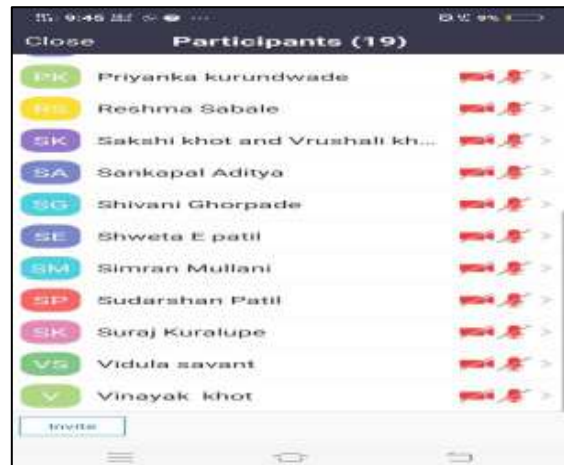 9:45
Close Participants (19)
PK Priyanka kurundwade
RS Reshma Sabale
SK Sakshi khot and Vrushali kh...
SA Sankapal Aditya
SG Shivani Ghorpade
SE Shweta E patil
SM Simran Mullani
SP Sudarshan Patil
SK Suraj Kuralupe
VS Vidula savant
V Vinayak khot
Invite